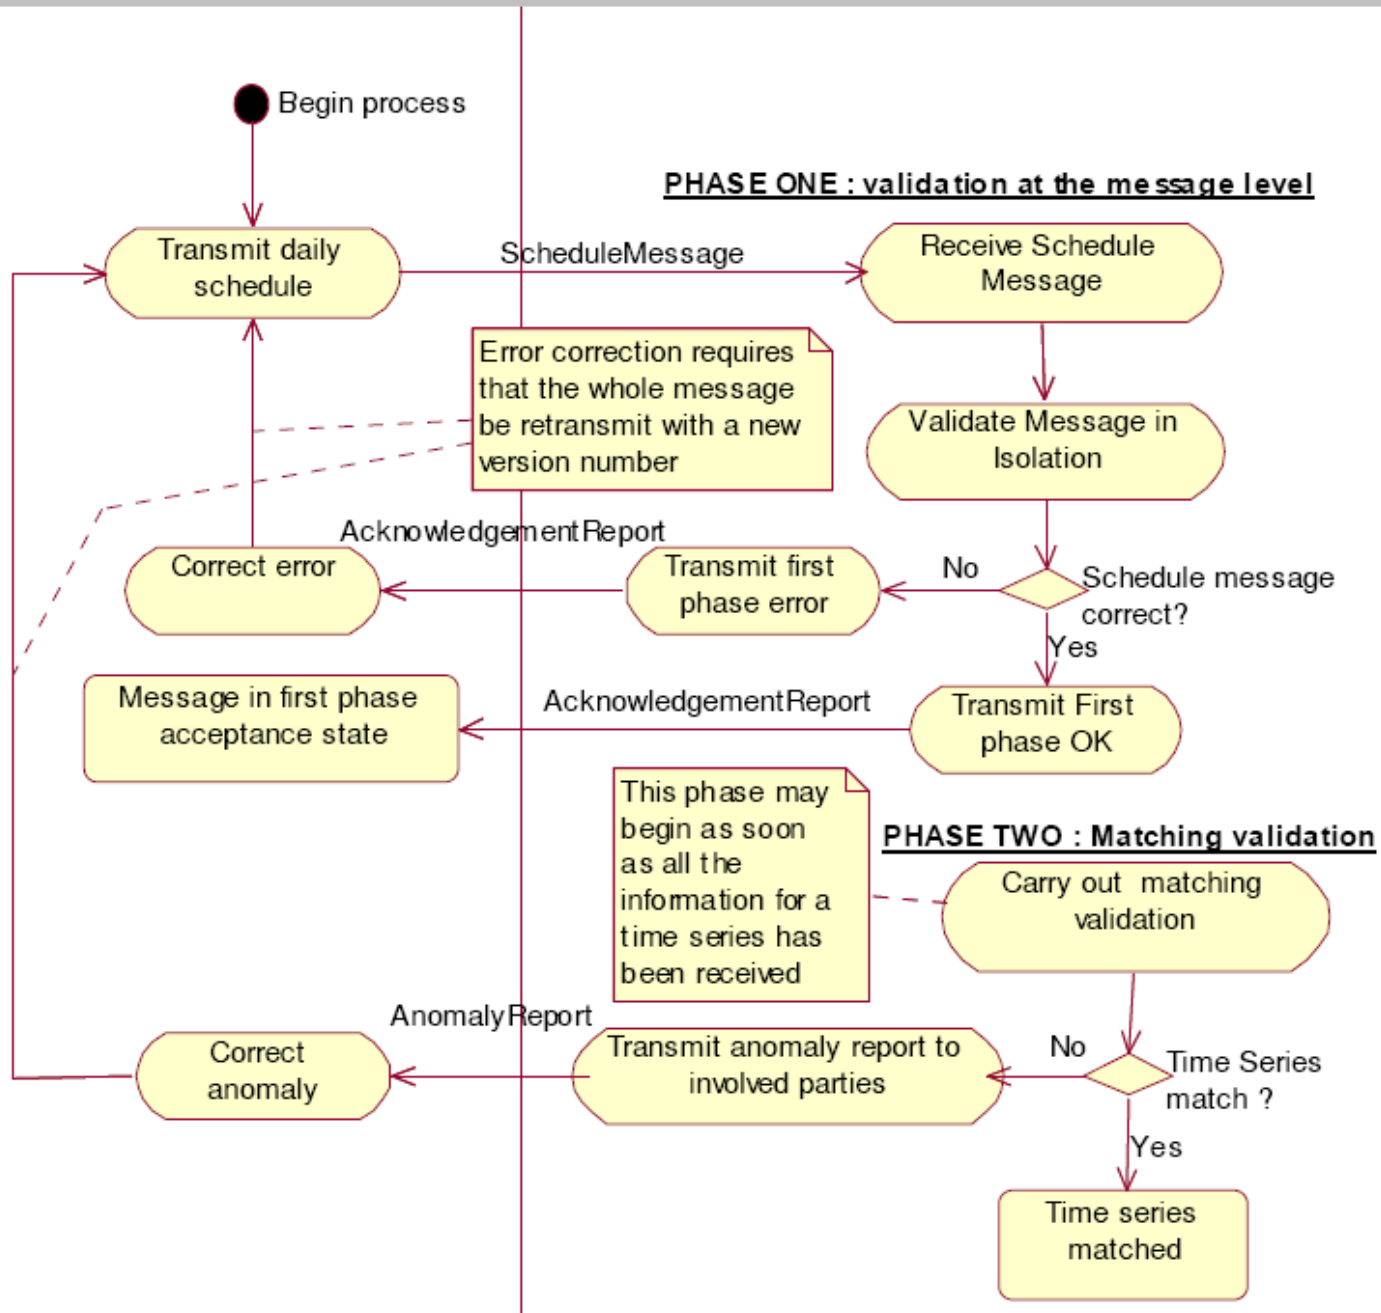 Begin process
PHASE ONE : validation at the message level
Transmit daily
schedule
ScheduleMessage
Receive Schedule
Message
Error correction requires
that the whole message
be retransmit with a new
version number
Validate Message in
Isolation
AcknowledgementReport
Correct error
Transmit first
phase error
No
Schedule message
correct?
Yes
Message in first phase
acceptance state
AcknowledgementReport
Transmit First
phase OK
This phase may
begin as soon
as all the
information for a
time series has
been received
PHASE TWO : Matching validation
Carry out matching
validation
AnomalyReport
Correct
anomaly
Transmit anomaly report to
involved parties
No
Time Series
match ?
Yes
Time series
matched